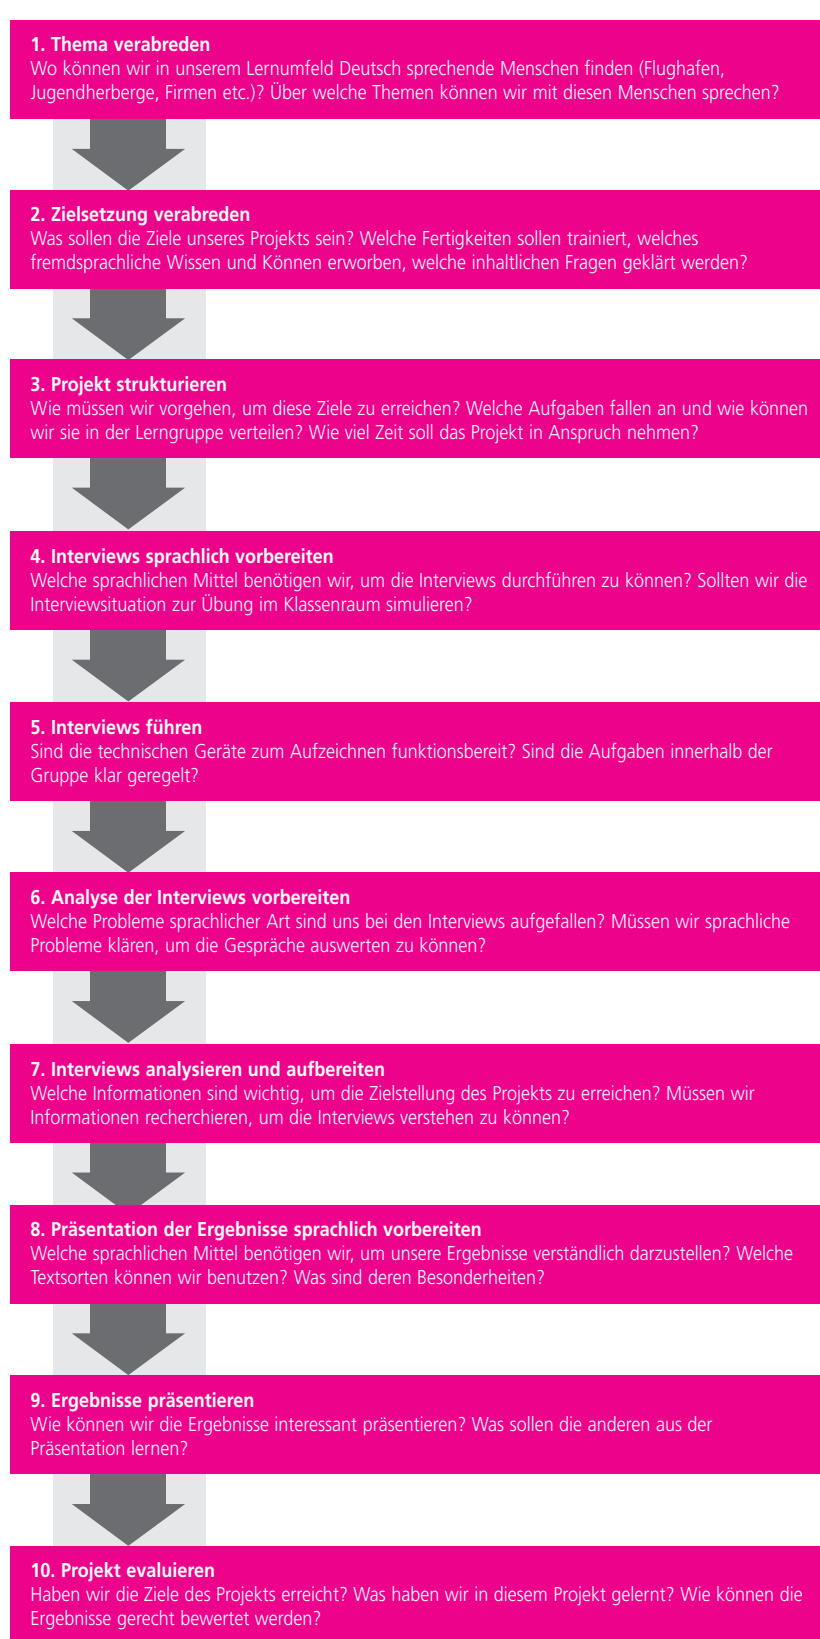 1. Thema verabreden
Wo können wir in unserem Lernumfeld Deutsch sprechende Menschen finden (Flughafen,
Jugendherberge, Firmen etc.)? Über welche Themen können wir mit diesen Menschen sprechen?
2. Zielsetzung verabreden
Was sollen die Ziele unseres Projekts sein? Welche Fertigkeiten sollen trainiert, welches
fremdsprachliche Wissen und Können erworben, welche inhaltlichen Fragen geklärt werden?
3. Projekt strukturieren
Wie müssen wir vorgehen, um diese Ziele zu erreichen? Welche Aufgaben fallen an und wie können
wir sie in der Lerngruppe verteilen? Wie viel Zeit soll das Projekt in Anspruch nehmen?
4. Interviews sprachlich vorbereiten
Welche sprachlichen Mittel benötigen wir, um die Interviews durchführen zu können? Sollten wir die
Interviewsituation zur Übung im Klassenraum simulieren?
5. Interviews führen
Sind die technischen Geräte zum Aufzeichnen funktionsbereit? Sind die Aufgaben innerhalb der
Gruppe klar geregelt?
6. Analyse der Interviews vorbereiten
Welche Probleme sprachlicher Art sind uns bei den Interviews aufgefallen? Müssen wir sprachliche
Probleme klären, um die Gespräche auswerten zu können?
7. Interviews analysieren und aufbereiten
Welche Informationen sind wichtig, um die Zielstellung des Projekts zu erreichen? Müssen wir
Informationen recherchieren, um die Interviews verstehen zu können?
8. Präsentation der Ergebnisse sprachlich vorbereiten
Welche sprachlichen Mittel benötigen wir, um unsere Ergebnisse verständlich darzustellen? Welche
Textsorten können wir benutzen? Was sind deren Besonderheiten?
9. Ergebnisse präsentieren
Wie können wir die Ergebnisse interessant präsentieren? Was sollen die anderen aus der
Präsentation lernen?
10. Projekt evaluieren
Haben wir die Ziele des Projekts erreicht? Was haben wir in diesem Projekt gelernt? Wie können die
Ergebnisse gerecht bewertet werden?